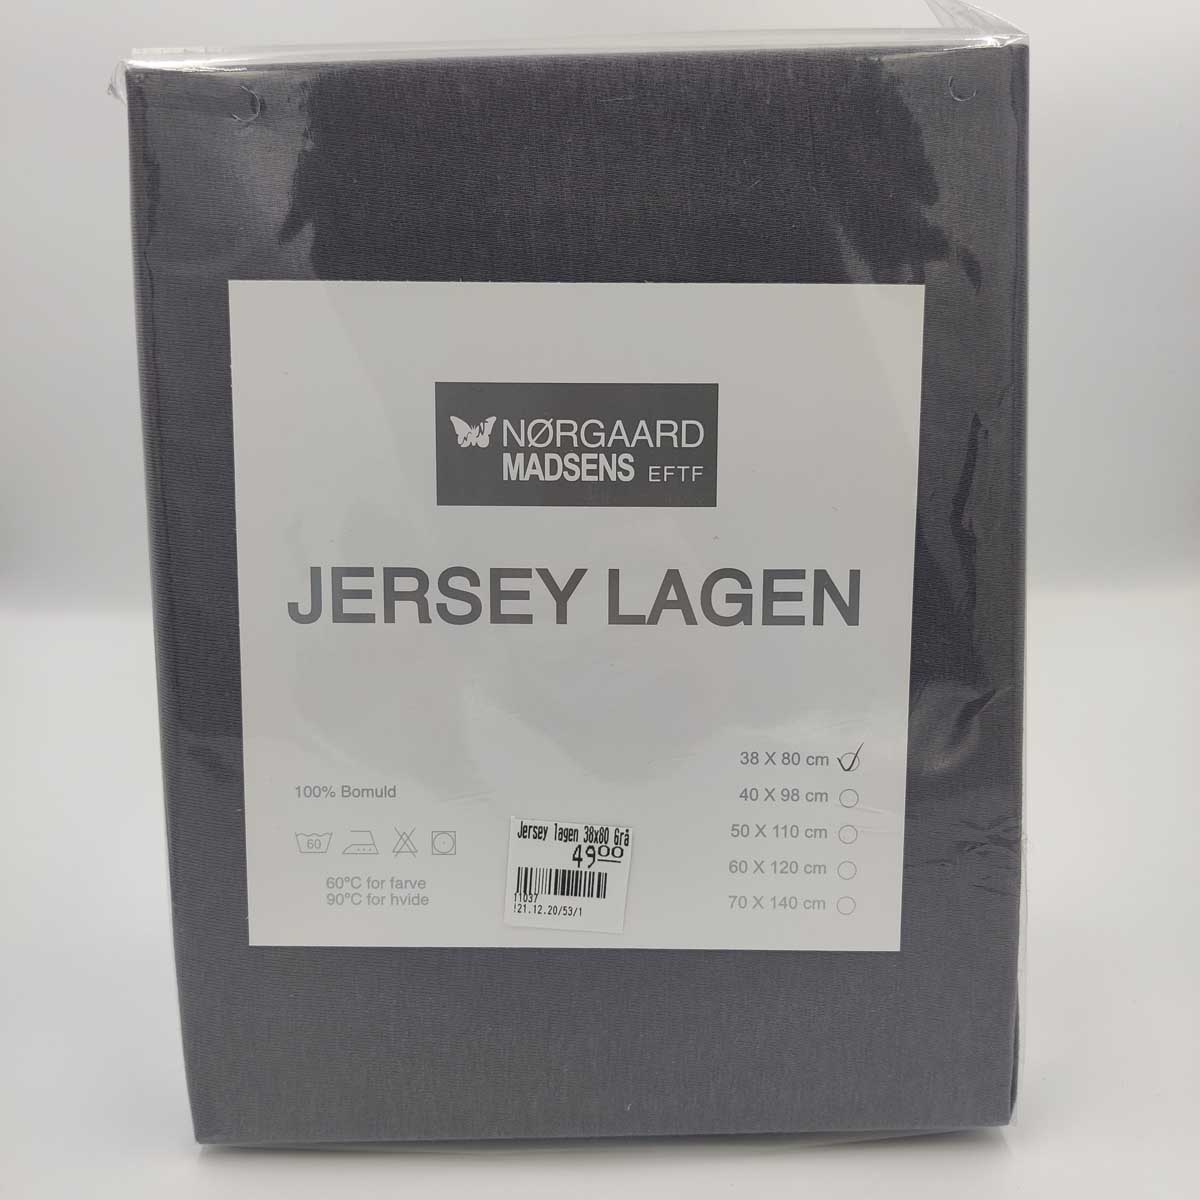 NØRGAARD
MADSENS EFTF
JERSEY LAGEN
38 X 80 cm
40 X 98 cm
50 X 110 cm
60 X 120 cm
70 X 140 cm
100% Bomuld
60
60°C for farve
90°C for hvide
Jersey lagen 38x80 Grå
49.00
11037
!21.12.20/53/1